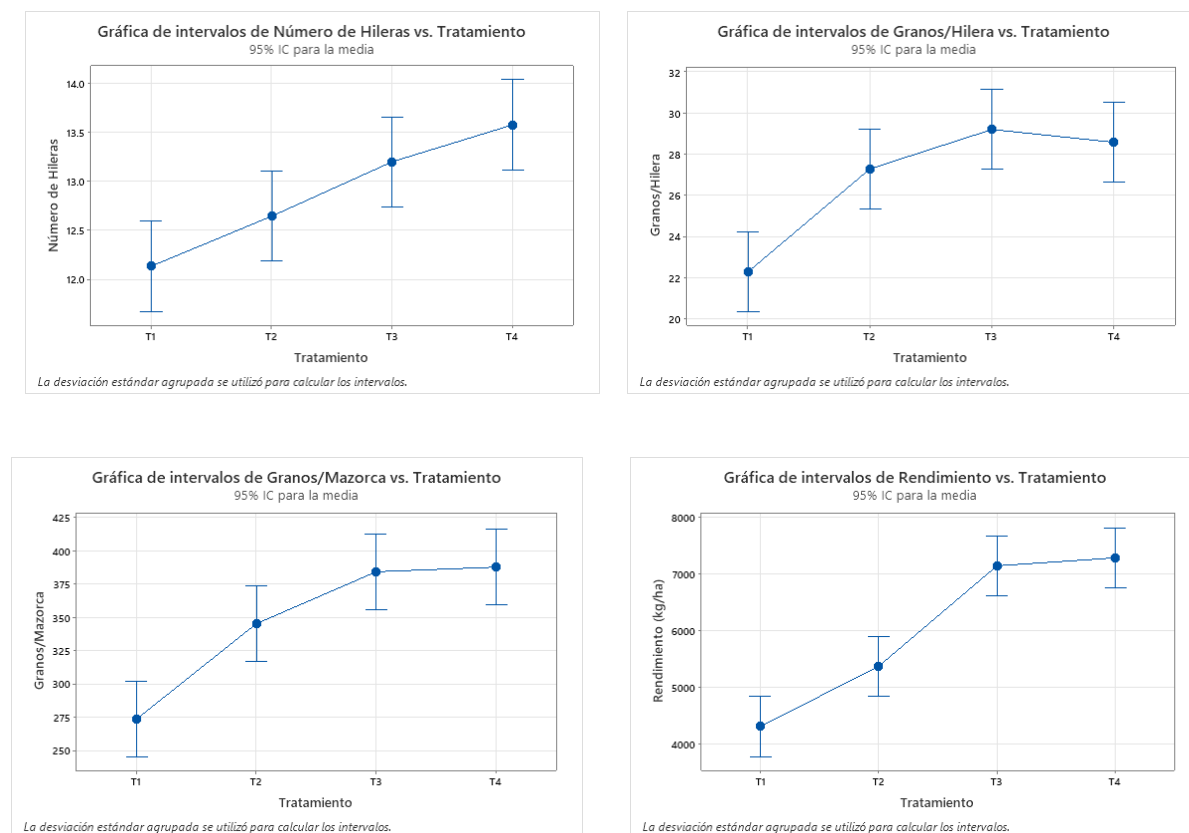 Gráfica de intervalos de Número de Hileras vs. Tratamiento
95% IC para la media
14.0
13.5
13.0
12.5
12.0
Número de Hileras
T1 T2 T3 T4
Tratamiento
La desviación estándar agrupada se utilizó para calcular los intervalos.
Gráfica de intervalos de Granos/Hilera vs. Tratamiento
95% IC para la media
32
30
28
26
24
22
20
Granos/Hilera
T1 T2 T3 T4
Tratamiento
La desviación estándar agrupada se utilizó para calcular los intervalos.
Gráfica de intervalos de Granos/Mazorca vs. Tratamiento
95% IC para la media
425
400
375
350
325
300
275
250
Granos/Mazorca
T1 T2 T3 T4
Tratamiento
La desviación estándar agrupada se utilizó para calcular los intervalos.
Gráfica de intervalos de Rendimiento vs. Tratamiento
95% IC para la media
8000
7000
6000
5000
4000
Rendimiento (kg/ha)
T1 T2 T3 T4
Tratamiento
La desviación estándar agrupada se utilizó para calcular los intervalos.